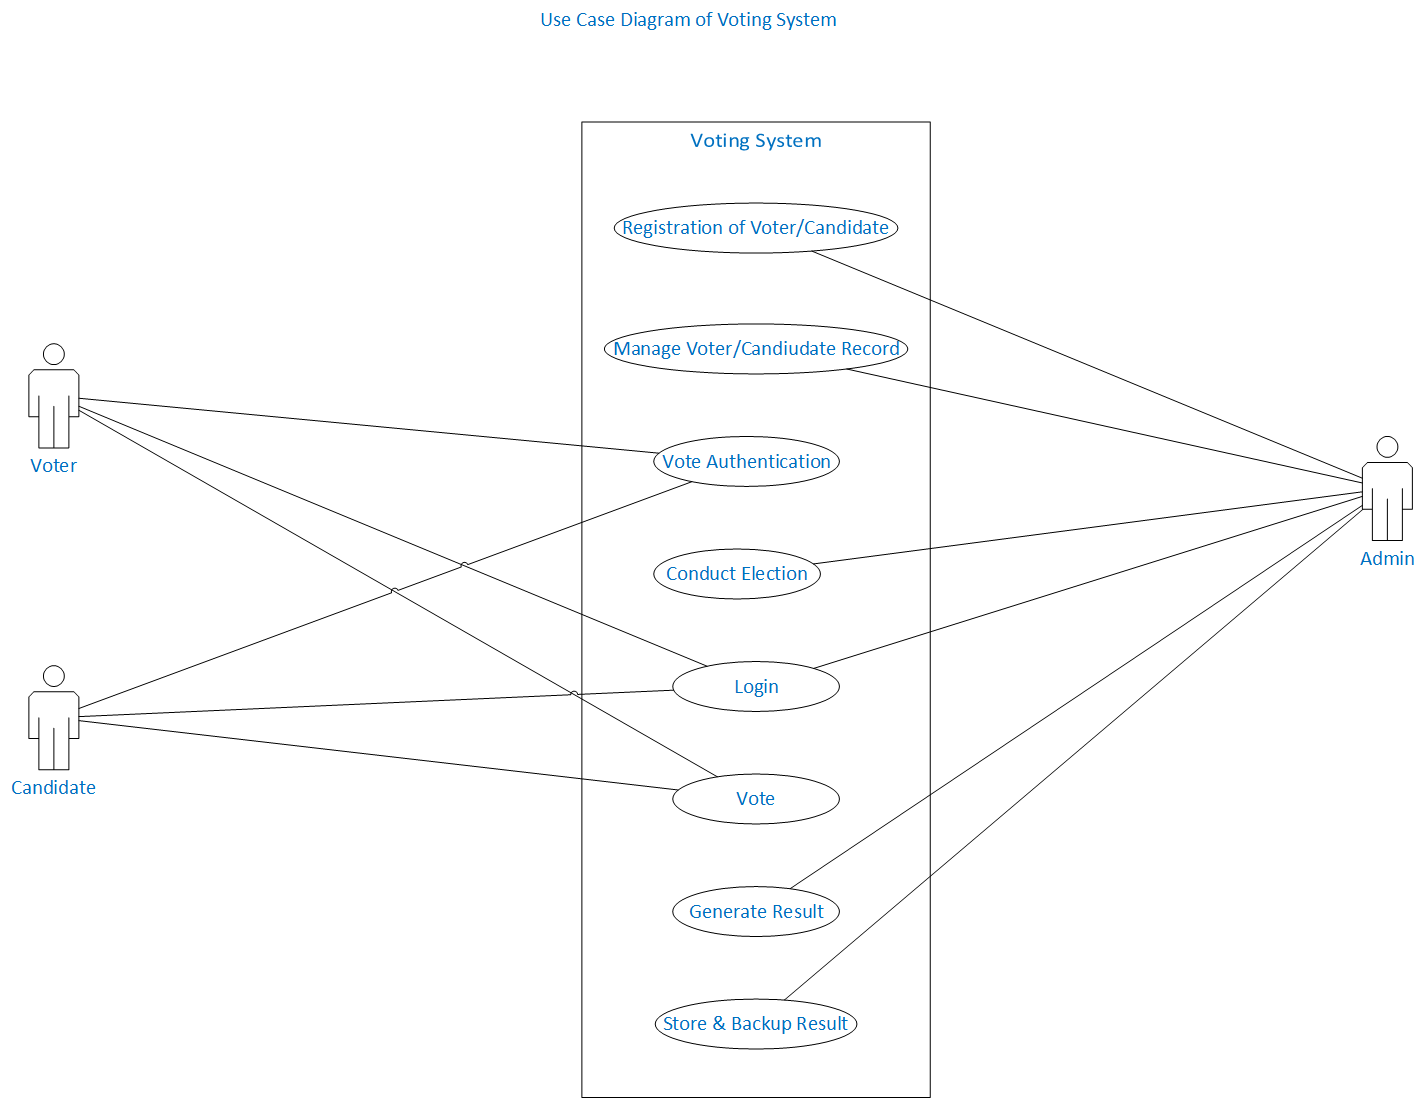 Use Case Diagram of Voting System
Voting System
Registration of Voter/Candidate
Manage Voter/Candiudate Record
Voter
Vote Authentication
Admin
Conduct Election
Login
Candidate
Vote
Generate Result
Store & Backup Result